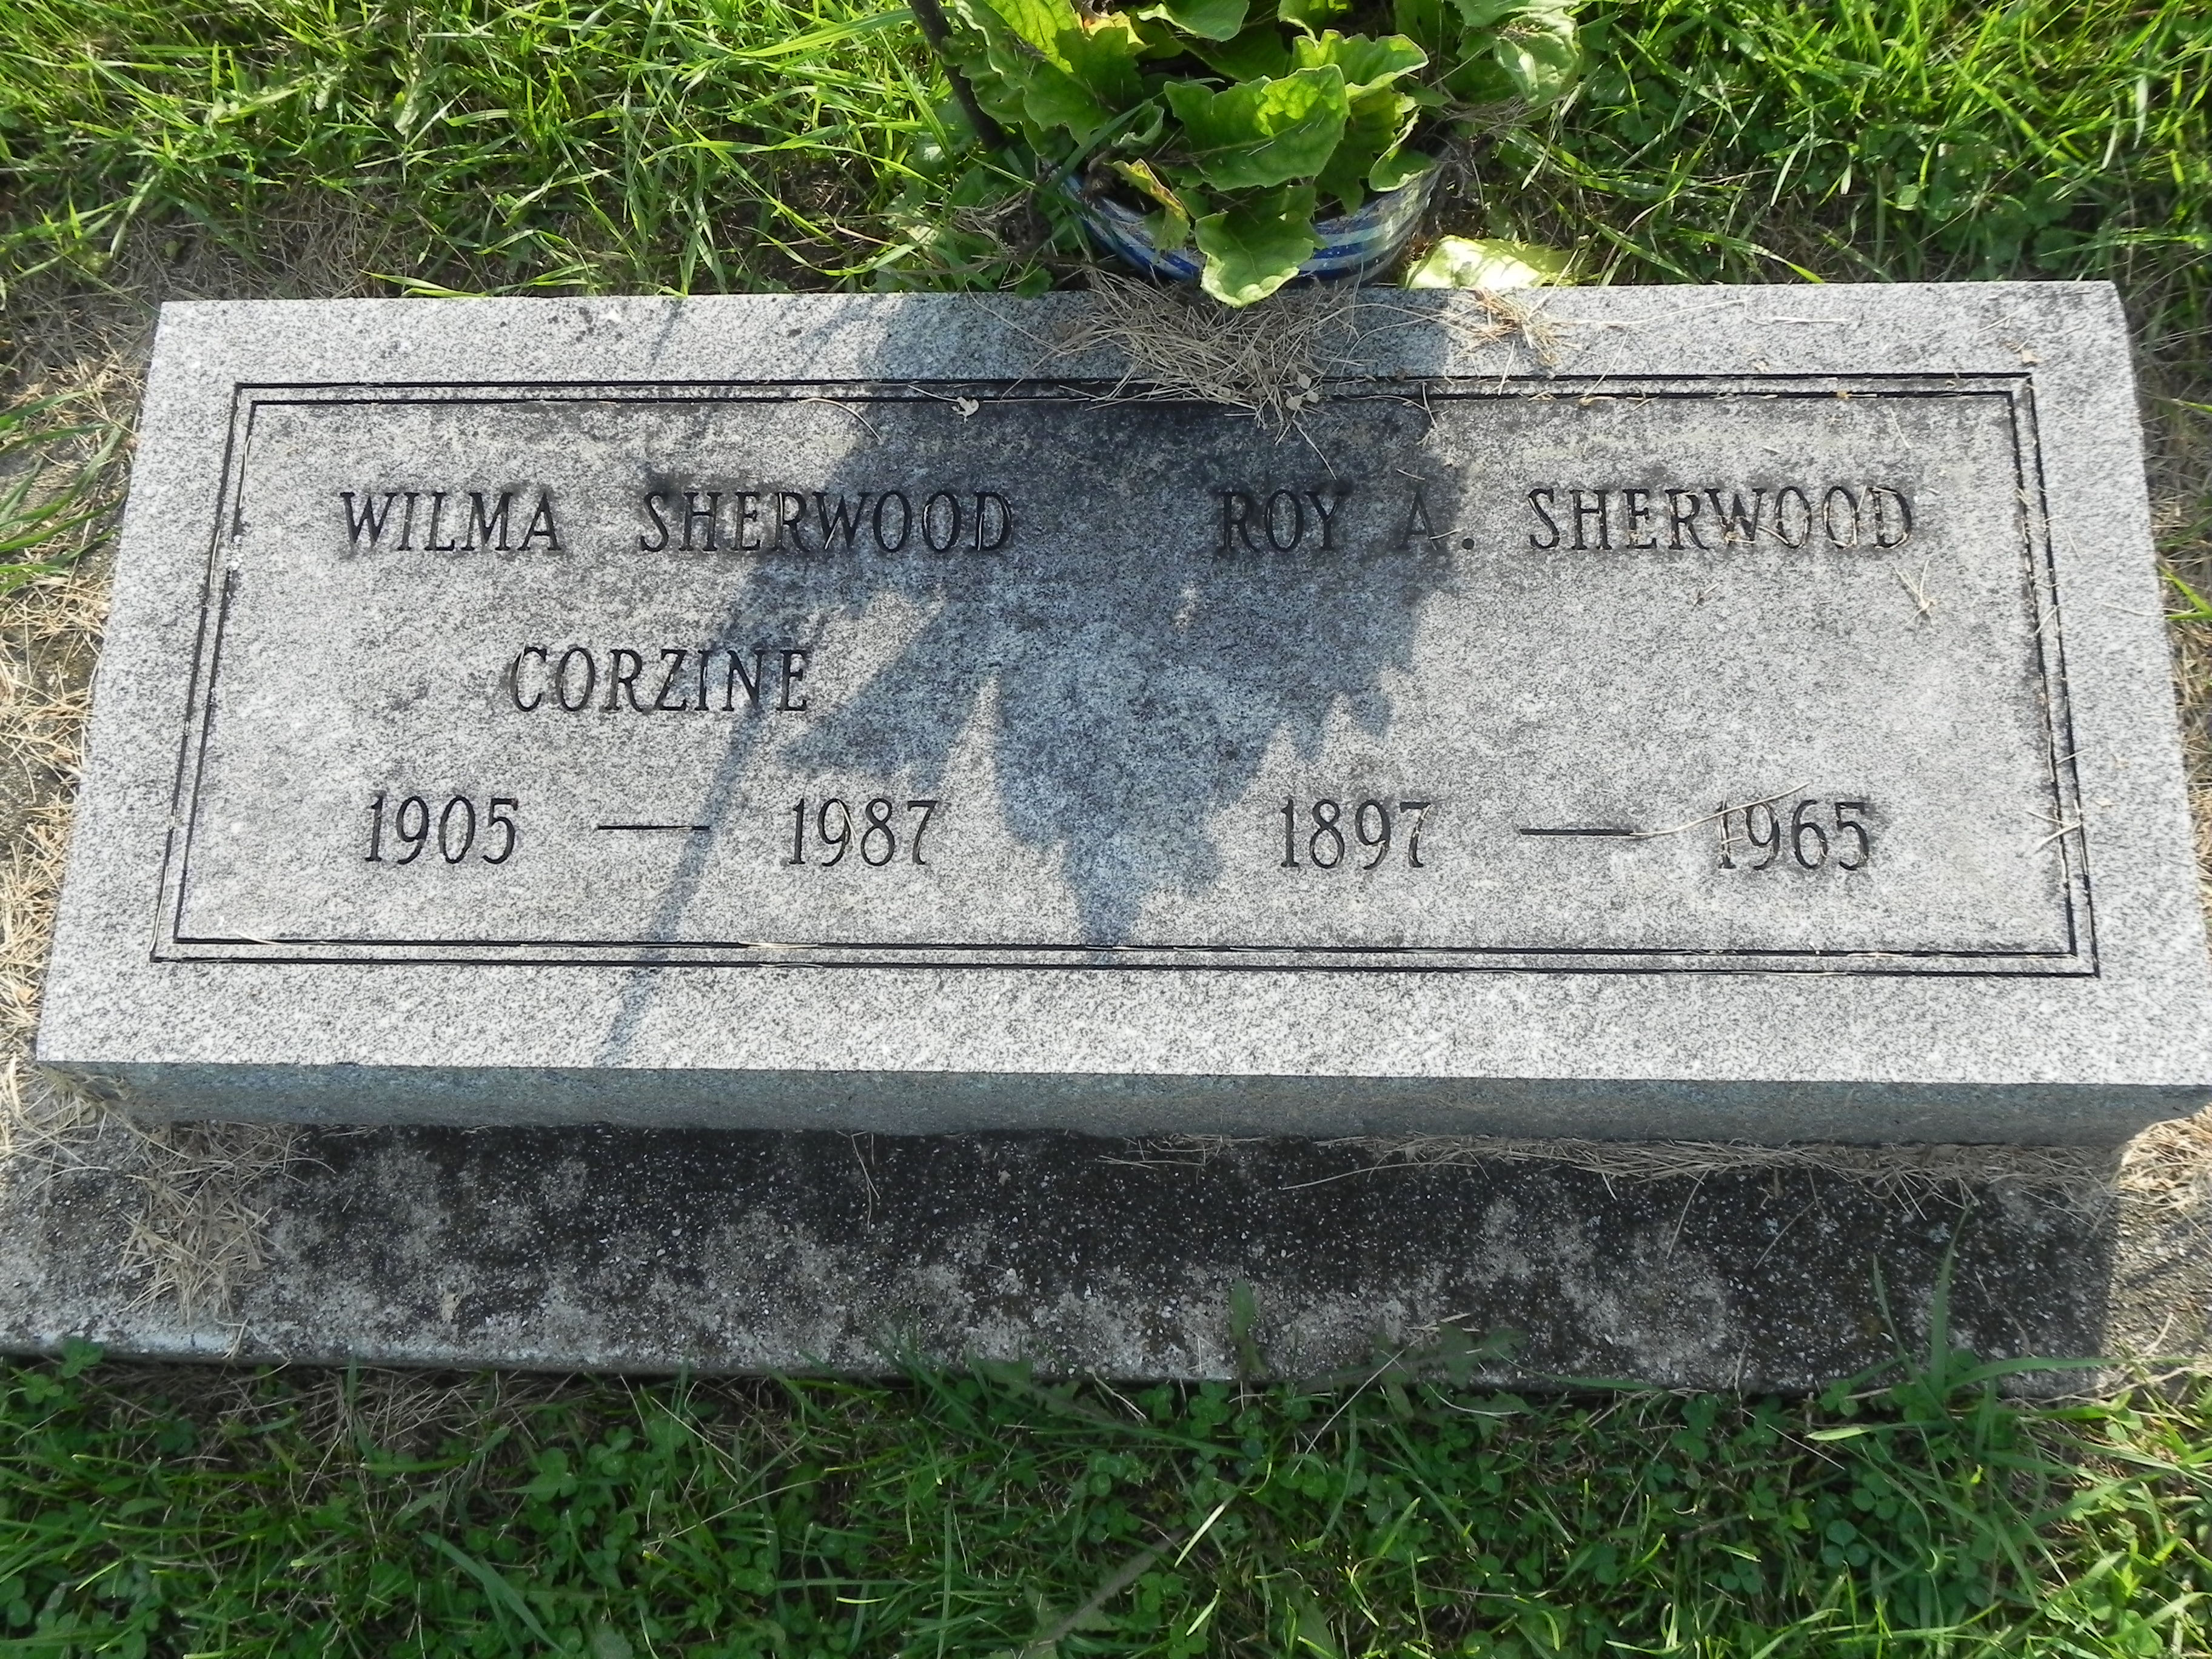 WILMA SHERWOOD
CORZINE
1905 — 1987
ROY A. SHERWOOD
1897 — 1965